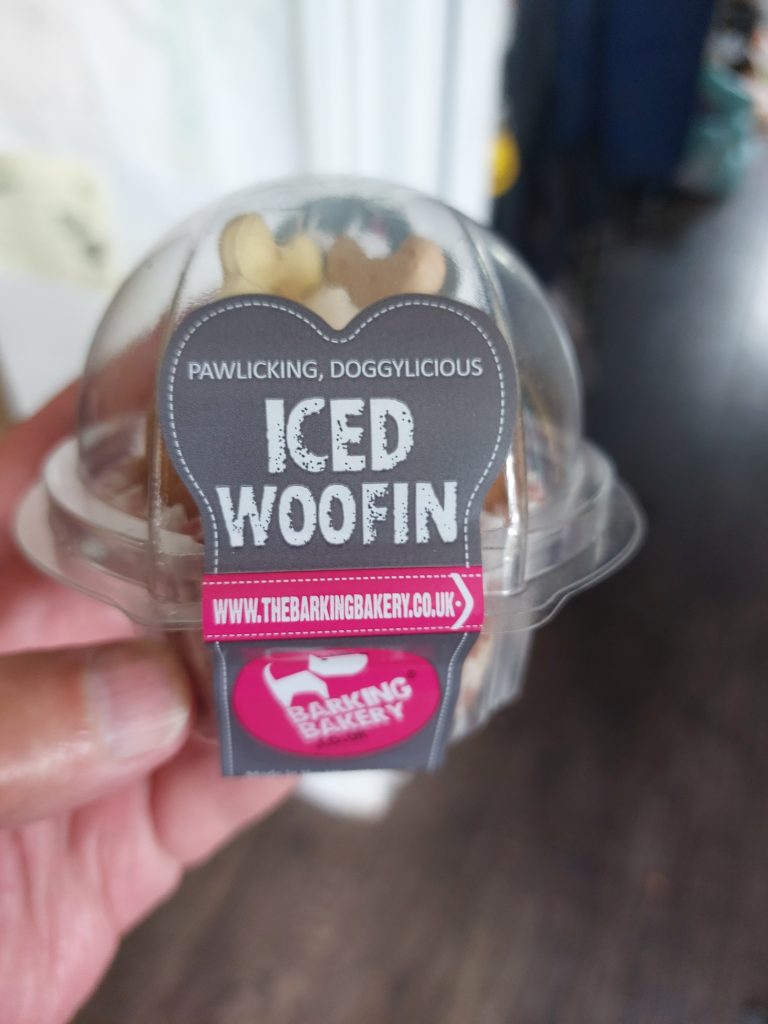 PAWLICKING, DOGGYLICIOUS
ICED
WOOFIN
WWW.THEBARKINGBAKERY.CO.UK
BARKING
BAKERY®